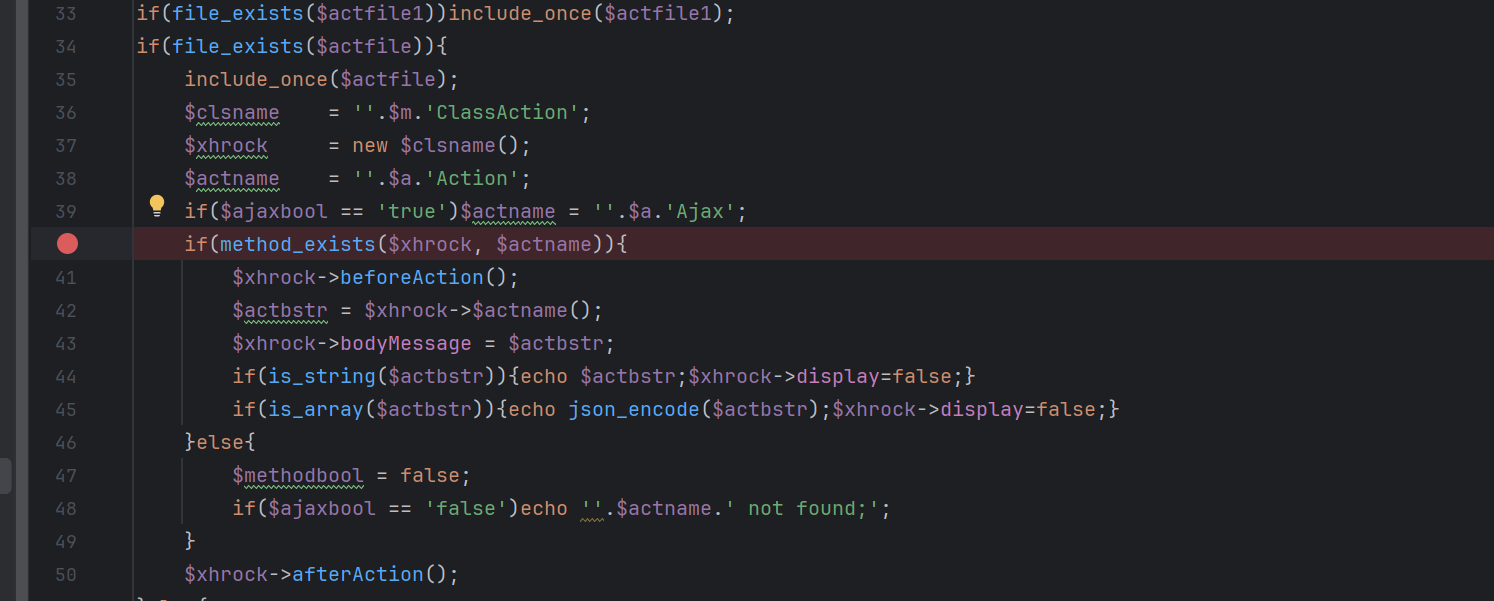 33 if(file_exists($actfile1))include_once($actfile1);
34 if(file_exists($actfile)){
35     include_once($actfile);
36     $clsname    = ''.$m.'ClassAction';
37     $xhrock     = new $clsname();
38     $actname    = ''.$a.'Action';
39     if($ajaxbool == 'true')$actname = ''.$a.'Ajax';
    if(method_exists($xhrock, $actname)){
41         $xhrock->beforeAction();
42         $actbstr = $xhrock->$actname();
43         $xhrock->bodyMessage = $actbstr;
44         if(is_string($actbstr)){echo $actbstr;$xhrock->display=false;}
45         if(is_array($actbstr)){echo json_encode($actbstr);$xhrock->display=false;}
46     }else{
47         $methodbool = false;
48         if($ajaxbool == 'false')echo ''.$actname.' not found;';
49     }
50     $xhrock->afterAction();